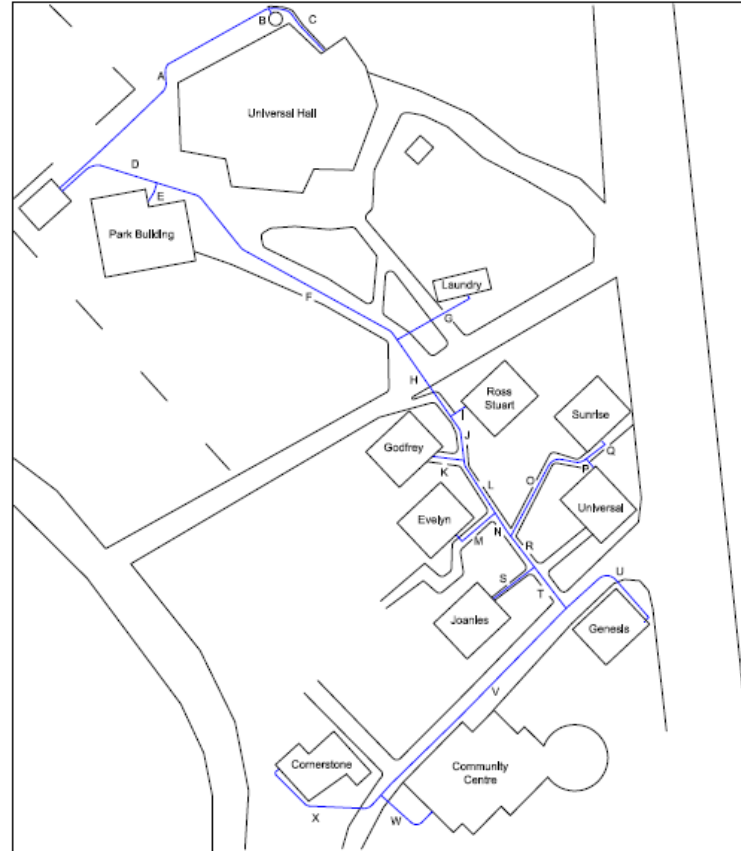 B
C
A
Universal Hall
D
E
Park Building
Laundry
F
G
H
Ross
Stuart
I
Sunrise
J
Godfrey
Q
K
P
L
O
Universal
Evelyn
N
R
M
U
S
T
Joanies
Genesis
V
Cornerstone
Community
Centre
X
W